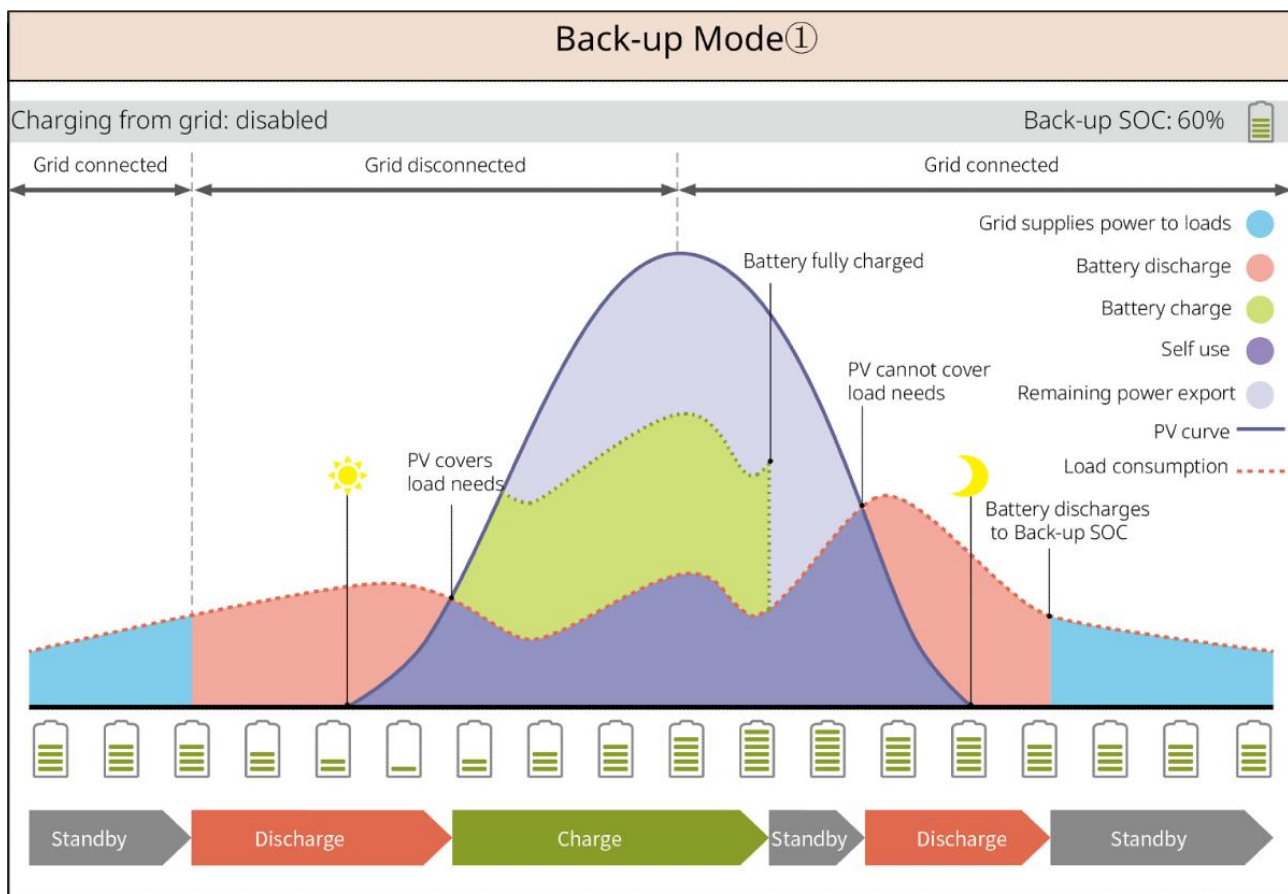 Back-up Mode①
Charging from grid: disabled
Back-up SOC: 60%
Grid connected
Grid disconnected
Grid connected
Grid supplies power to loads
Battery discharge
Battery charge
Self use
Remaining power export
PV curve
Load consumption
Battery fully charged
PV cannot cover
load needs
PV covers
load needs
Battery discharges
to Back-up SOC
Standby
Discharge
Charge
Standby
Discharge
Standby